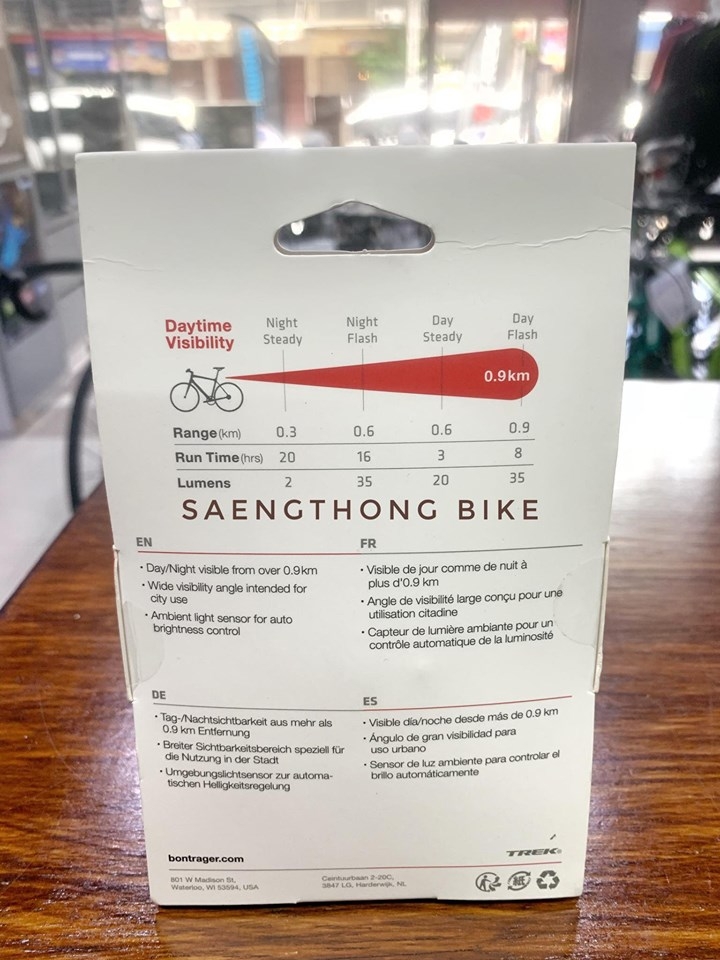 Daytime Visibility
Night Steady
Night Flash
Day Steady
Day Flash
0.9km
Range(km) 0.3 0.6 0.6 0.9
Run Time(hrs) 20 16 3 8
Lumens 2 35 20 35
SAENGTHONG BIKE
EN
• Day/Night visible from over 0.9km
• Wide visibility angle intended for
city use
• Ambient light sensor for auto
brightness control
FR
• Visible de jour comme de nuit à
plus d'0.9 km
• Angle de visibilité large conçu pour une
utilisation citadine
• Capteur de lumière ambiante pour un
contrôle automatique de la luminosité
DE
• Tag-/Nachtsichtbarkeit aus mehr als
0.9 km Entfernung
• Breiter Sichtbarkeitsbereich speziell für
die Nutzung in der Stadt
• Umgebungslichtsensor zur automa-
tischen Helligkeitsregelung
ES
• Visible día/noche desde más de 0.9 km
• Ángulo de gran visibilidad para
uso urbano
• Sensor de luz ambiente para controlar el
brillo automáticamente
bontrager.com
TREK®
801 W Madison St,
Waterloo, WI 53594, USA
Ceintuurbaan 2-20C,
3847 LG, Harderwijk, NL
紙